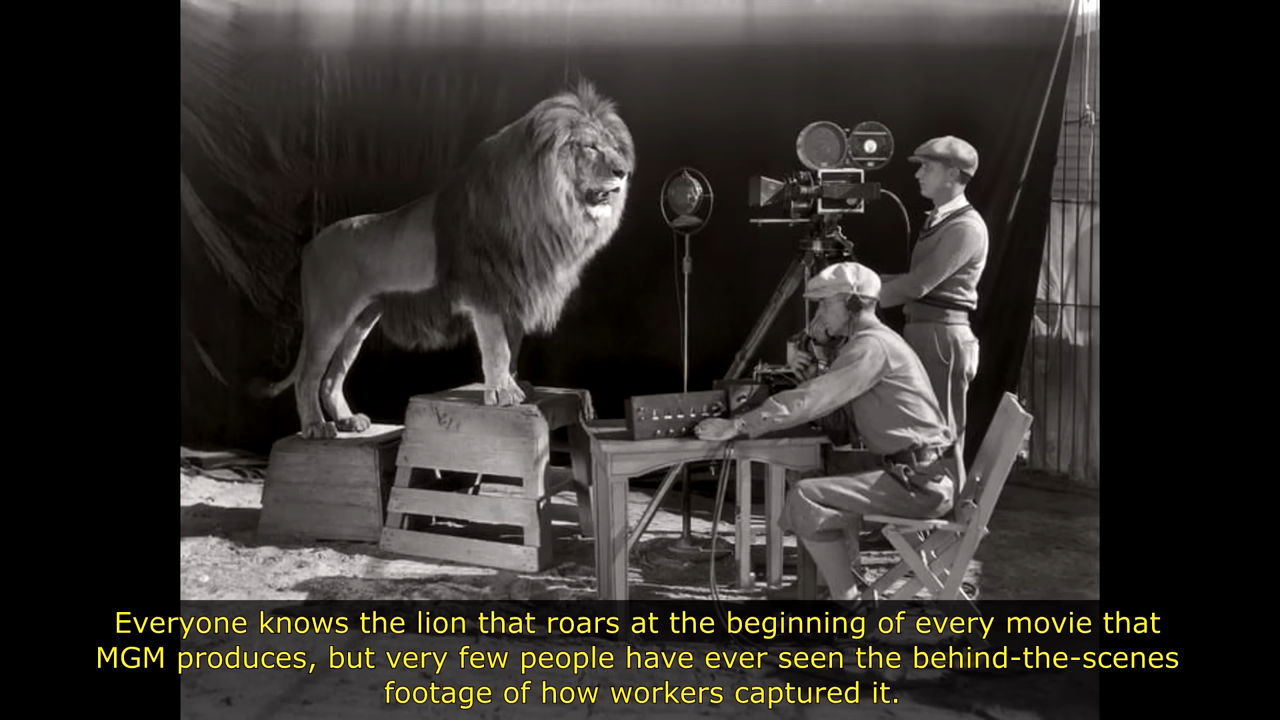 Everyone knows the lion that roars at the beginning of every movie that
MGM produces, but very few people have ever seen the behind-the-scenes
footage of how workers captured it.